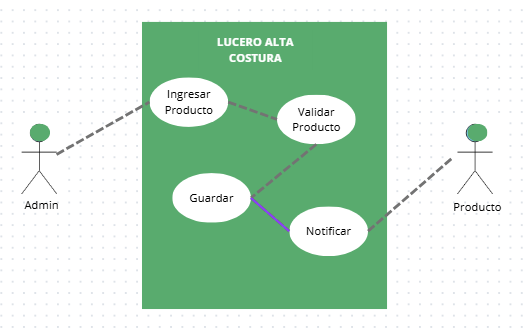 LUCERO ALTA
COSTURA
Ingresar
Producto
Validar
Producto
Guardar
Notificar
Admin
Producto